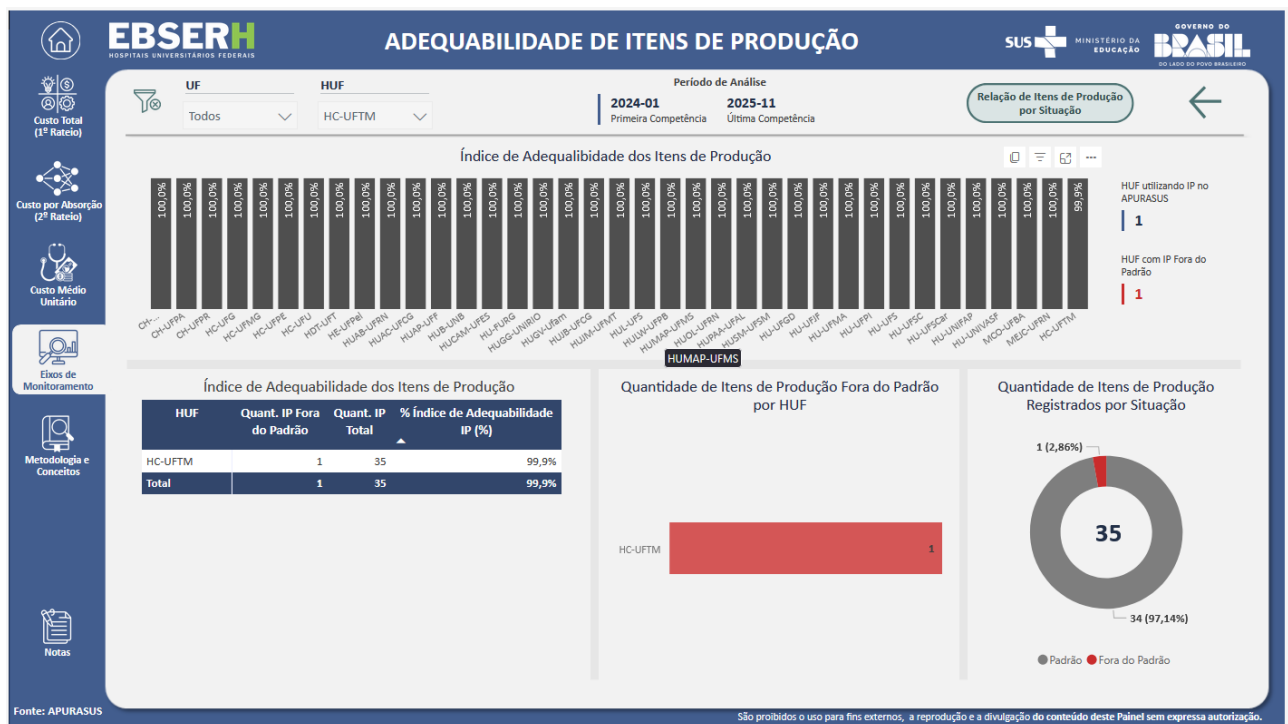 EBSERH
HOSPITAIS UNIVERSITÁRIOS FEDERAIS
ADEQUABILIDADE DE ITENS DE PRODUÇÃO
SUS
MINISTÉRIO DA
EDUCAÇÃO
GOVERNO DO
BRASIL
DO LADO DO POVO BRASILEIRO
Custo Total
(1º Rateio)
Custo por Absorção
(2º Rateio)
Custo Médio
Unitário
Eixos de
Monitoramento
Metodologia e
Conceitos
Notas
Fonte: APURASUS
UF
Todos
HUF
HC-UFTM
Período de Análise
2024-01
Primeira Competência
2025-11
Última Competência
Relação de Itens de Produção
por Situação
Índice de Adequalibidade dos Itens de Produção
100,0% 100,0% 100,0% 100,0% 100,0% 100,0% 100,0% 100,0% 100,0% 100,0% 100,0% 100,0% 100,0% 100,0% 100,0% 100,0% 100,0% 100,0% 100,0% 100,0% 100,0% 100,0% 100,0% 100,0% 100,0% 100,0% 100,0% 100,0% 100,0% 100,0% 100,0% 100,0% 100,0% 100,0% 100,0% 100,0% 99,9%
CH-...
CH-UFPA
CH-UFPR
HC-UFG
HC-UFMG
HC-UFPE
HC-UFU
HDT-UFT
HE-UFPel
HUAB-UFRN
HUAC-UFCG
HUAP-UFF
HUB-UNB
HUCAM-UFES
HU-FURG
HUGG-UNIRIO
HUGV-Ufam
HUJB-UFCG
HUJM-UFMT
HUL-UFS
HULW-UFPB
HUMAP-UFMS
HUOL-UFRN
HUPAA-UFAL
HUSM-UFSM
HU-UFGD
HU-UFJF
HU-UFMA
HU-UFPI
HU-UFS
HU-UFSC
HU-UFSCar
HU-UNIFAP
HU-UNIVASF
MCO-UFBA
MEJC-UFRN
HC-UFTM
HUMAP-UFMS
HUF utilizando IP no
APURASUS
1
HUF com IP Fora do
Padrão
1
Índice de Adequabilidade dos Itens de Produção
HUF Quant. IP Fora do Padrão Quant. IP Total % Índice de Adequabilidade IP (%)
HC-UFTM 1 35 99,9%
Total 1 35 99,9%
Quantidade de Itens de Produção Fora do Padrão
por HUF
HC-UFTM 1
Quantidade de Itens de Produção
Registrados por Situação
1 (2,86%)
35
34 (97,14%)
Padrão Fora do Padrão
São proibidos o uso para fins externos, a reprodução e a divulgação do conteúdo deste Painel sem expressa autorização.